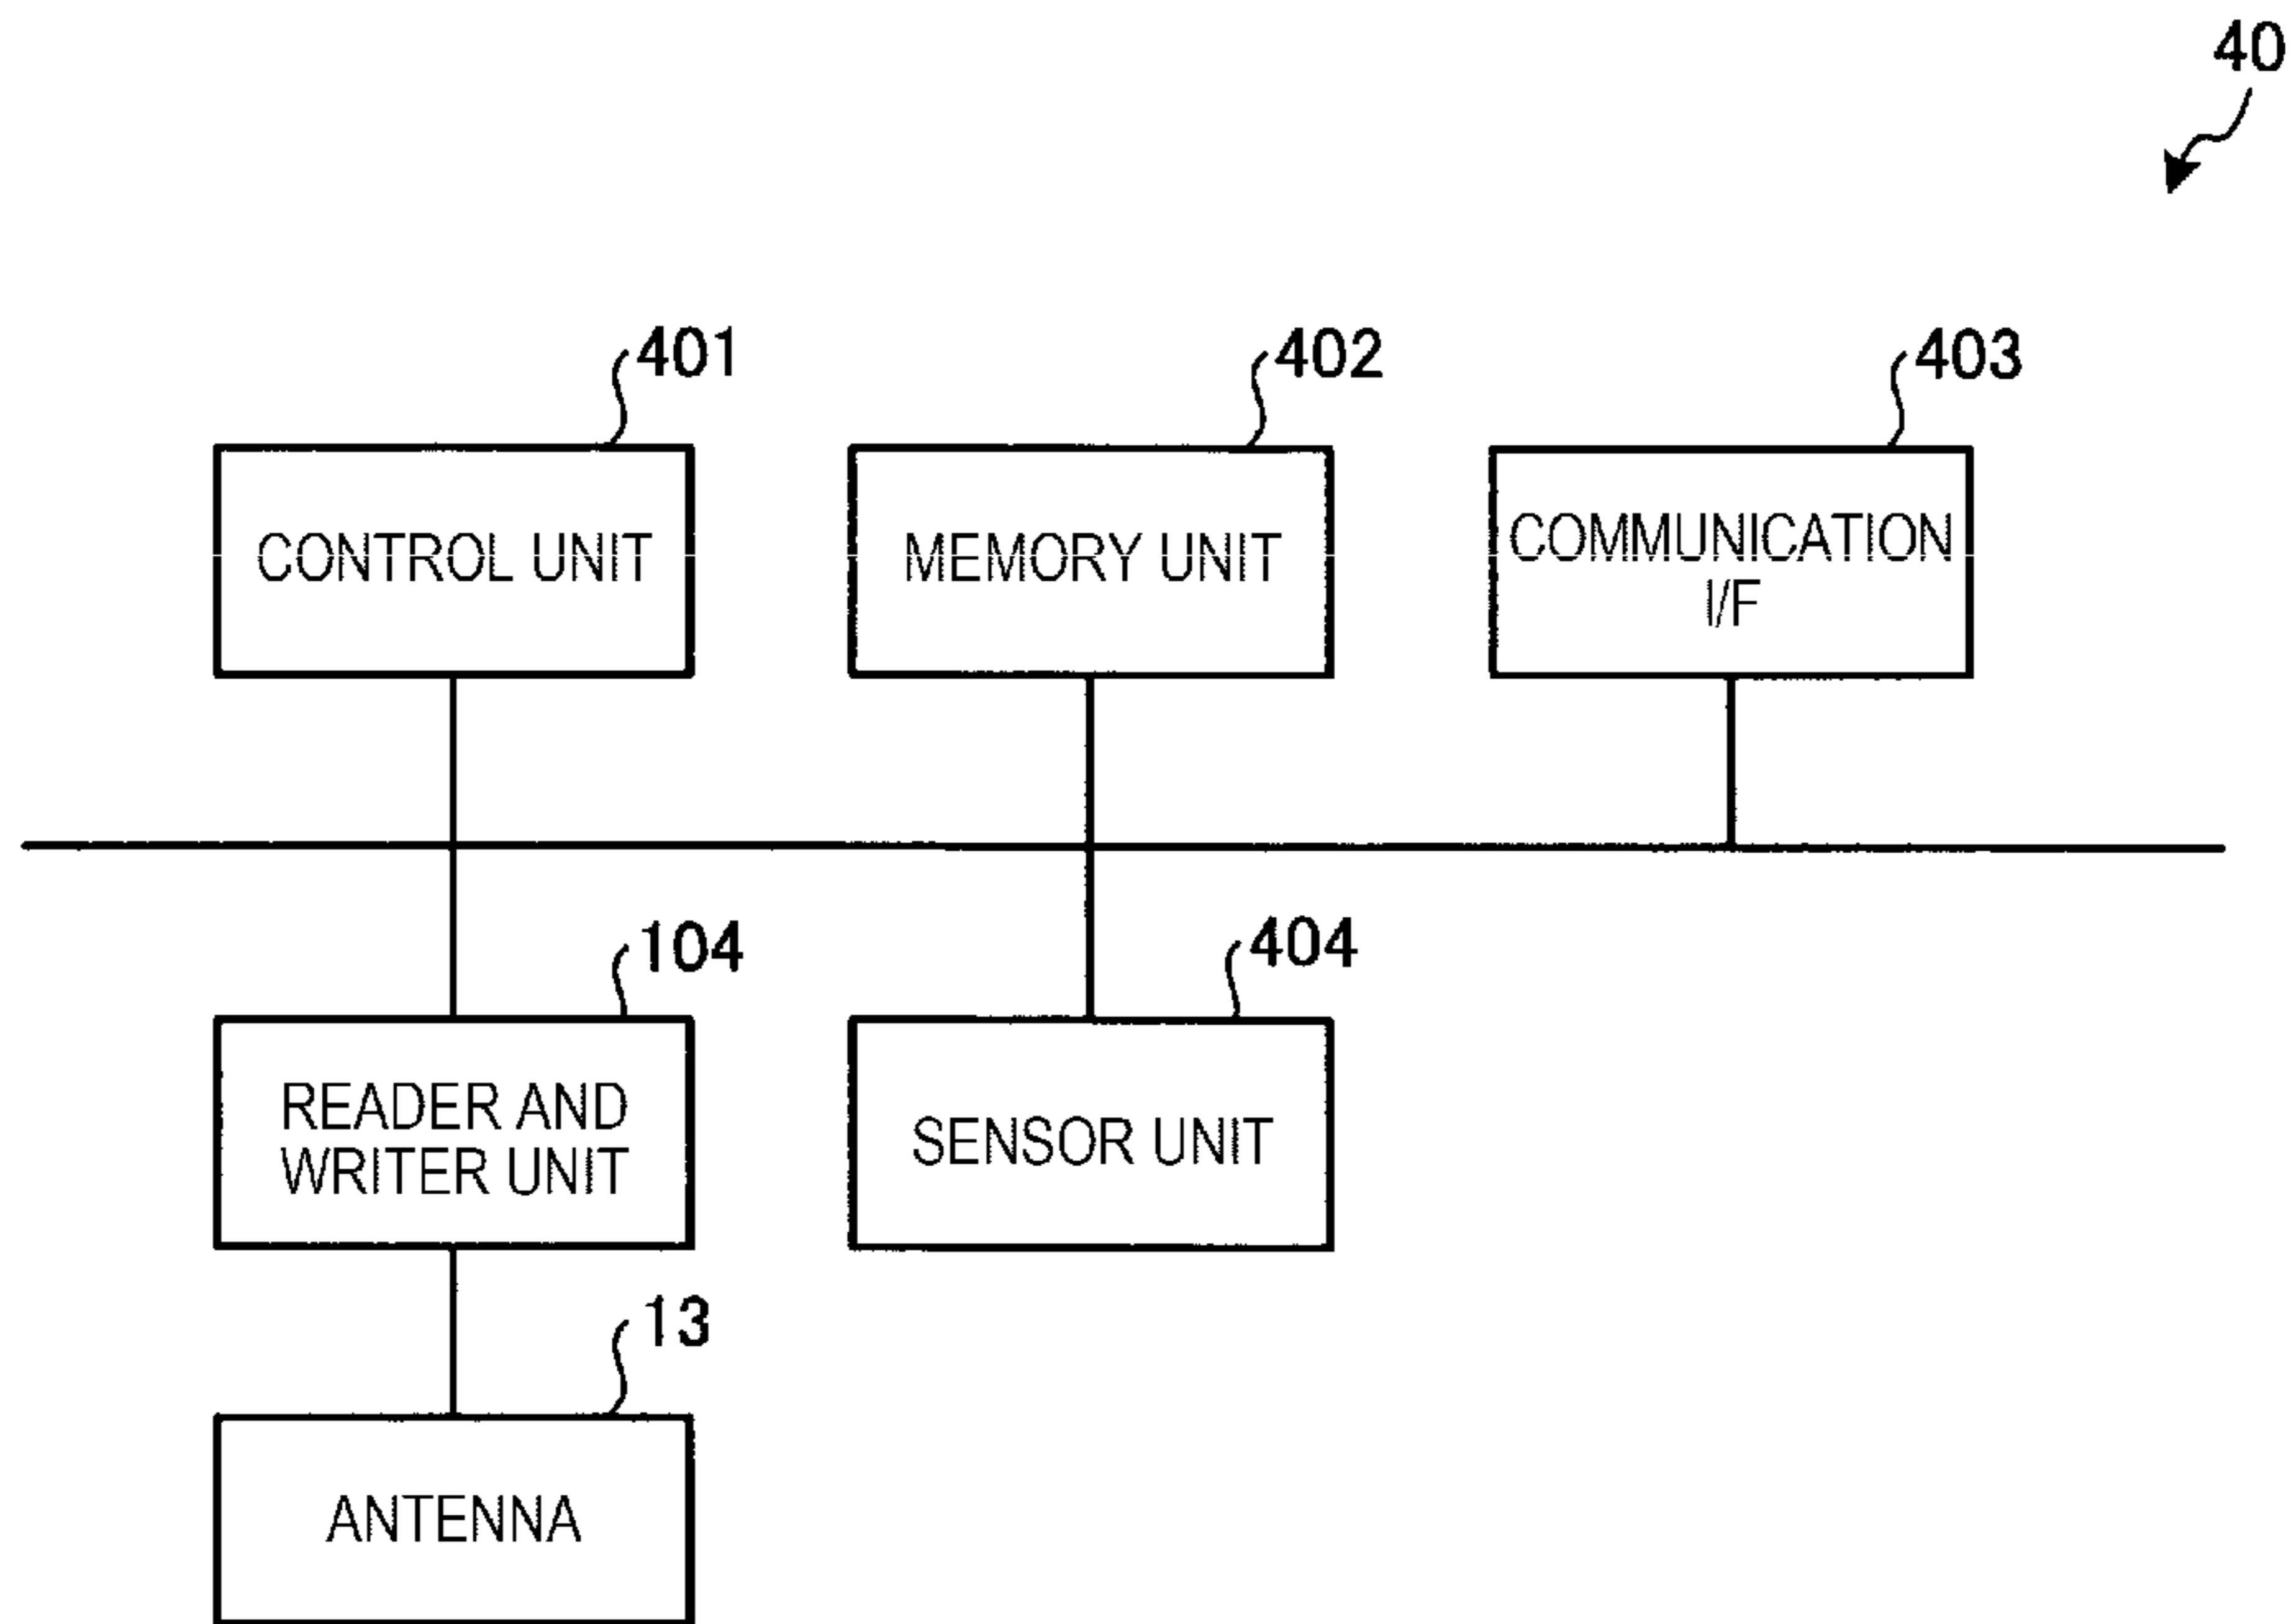 40
401
402
403
CONTROL UNIT
MEMORY UNIT
COMMUNICATION
I/F
104
404
READER AND
WRITER UNIT
SENSOR UNIT
13
ANTENNA